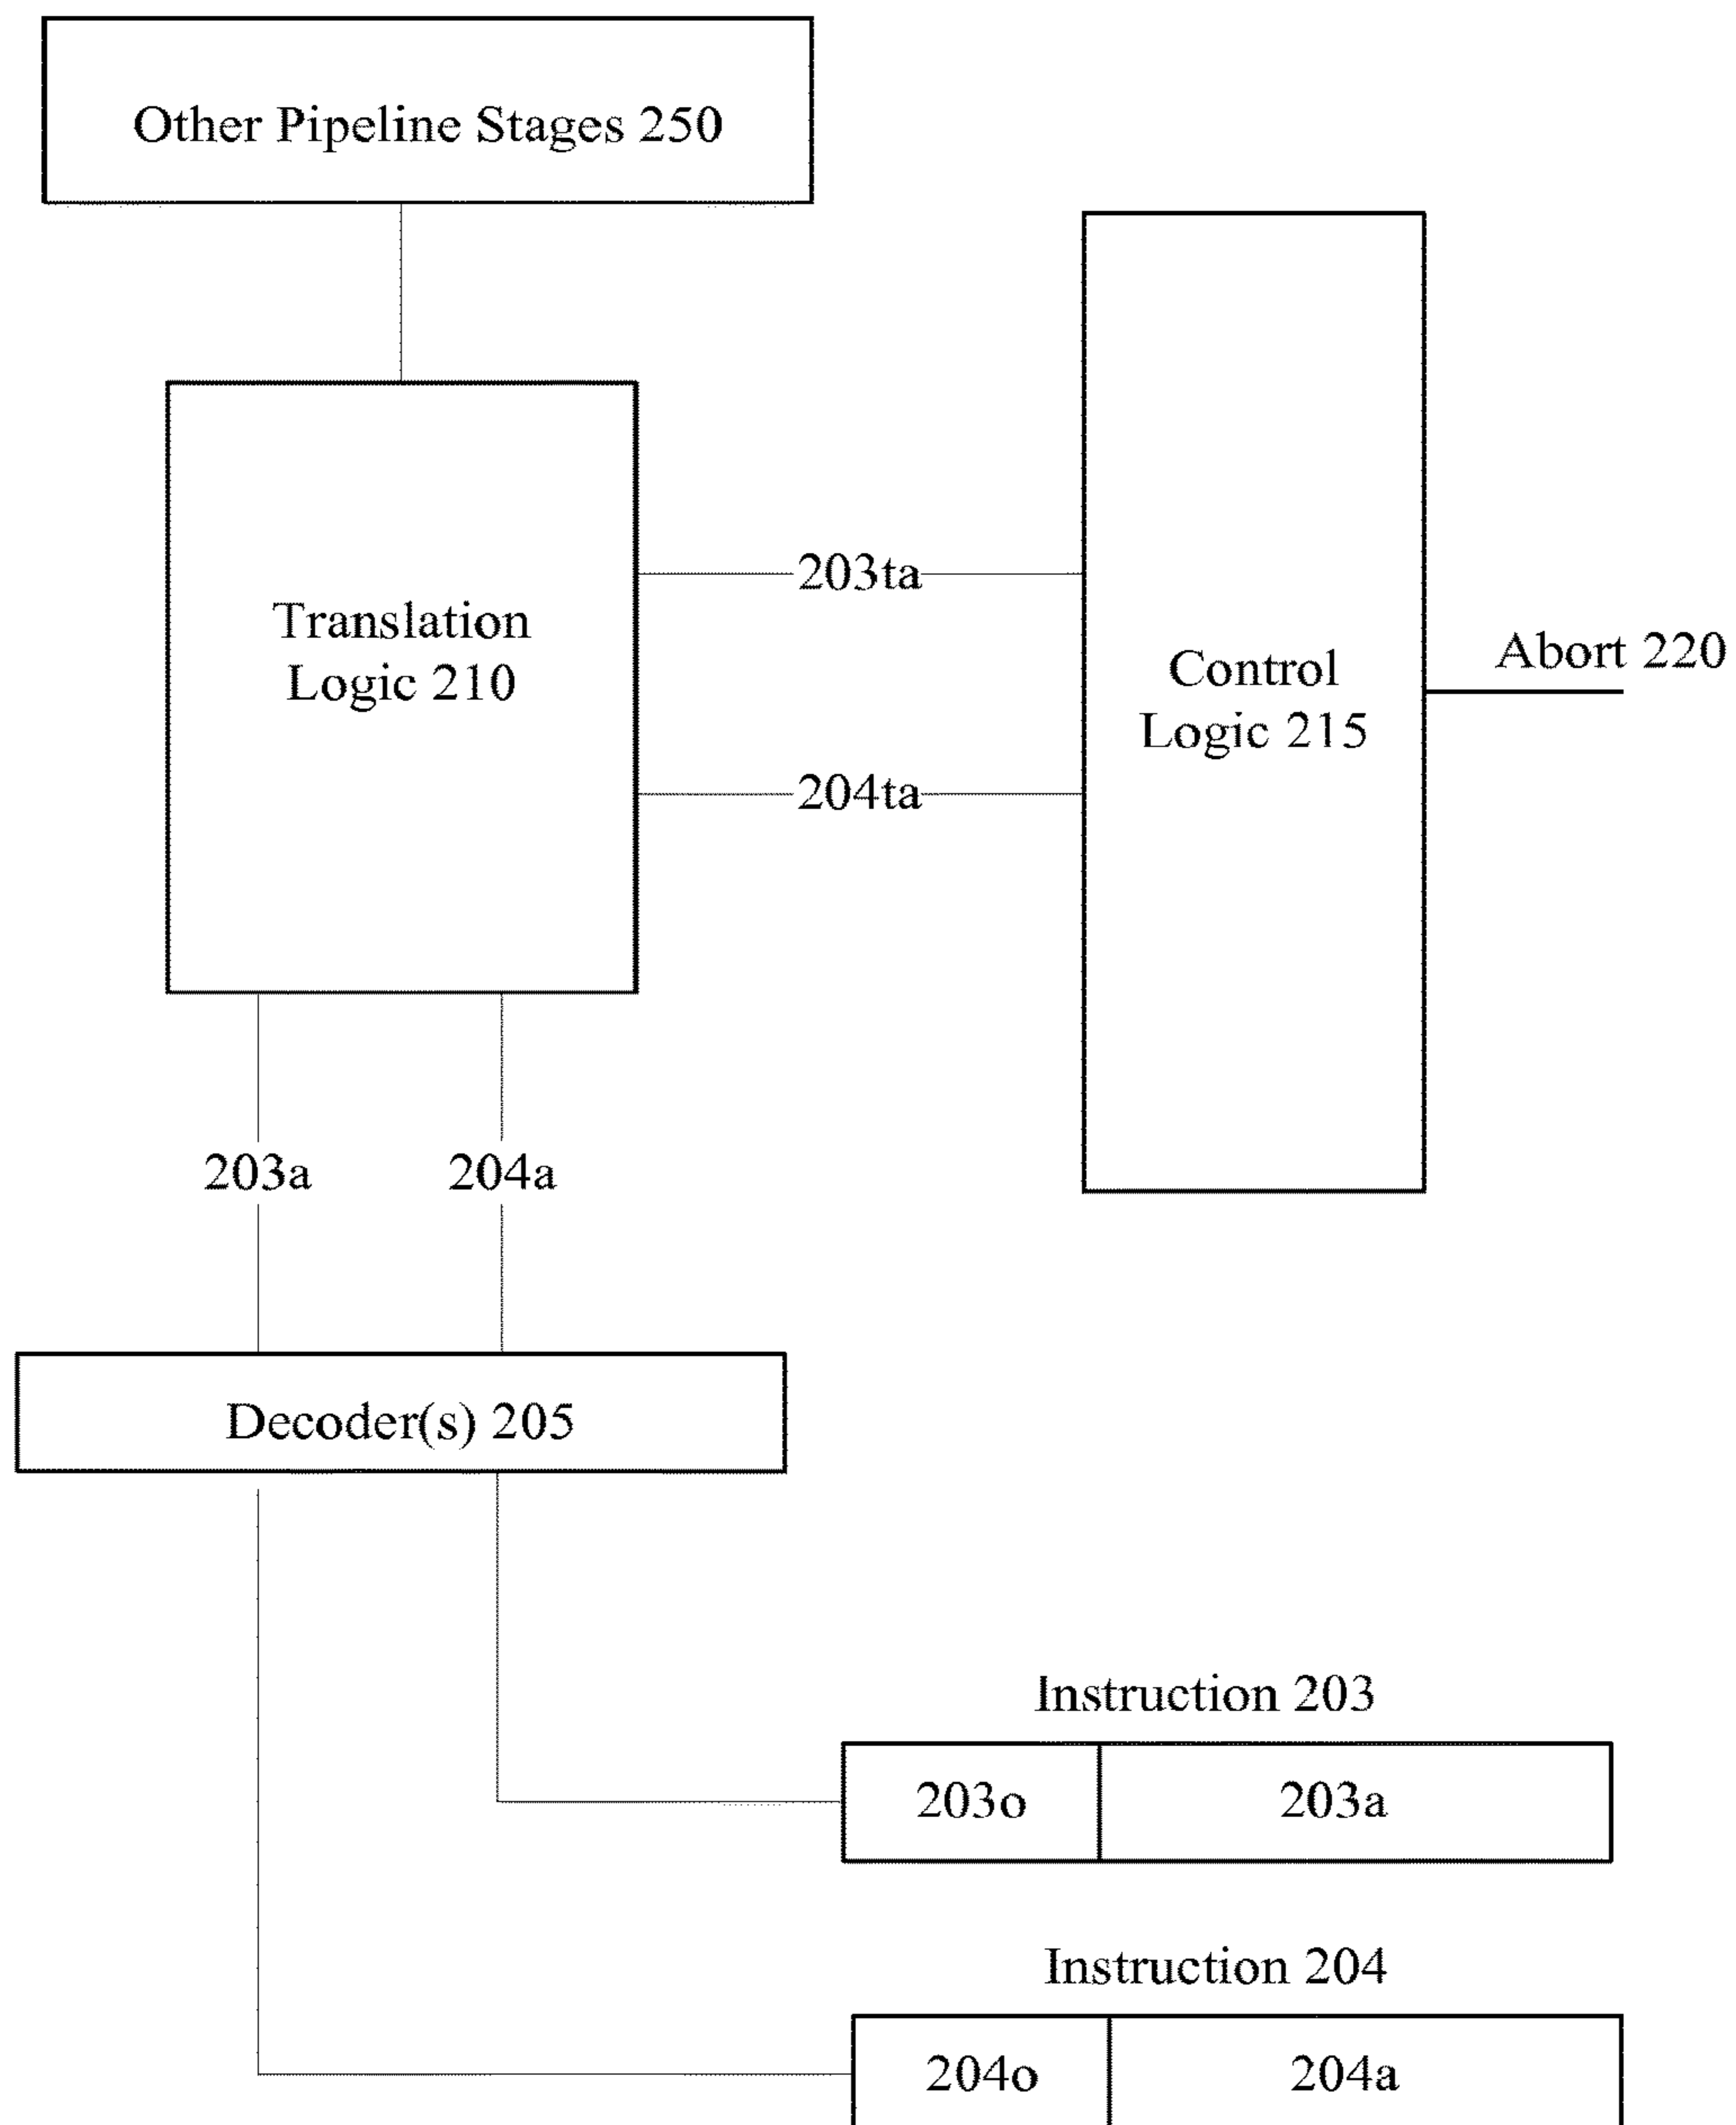 Other Pipeline Stages 250
203ta
Translation
Logic 210
Control
Logic 215
Abort 220
204ta
203a
204a
Decoder(s) 205
Instruction 203
203o
203a
Instruction 204
204o
204a